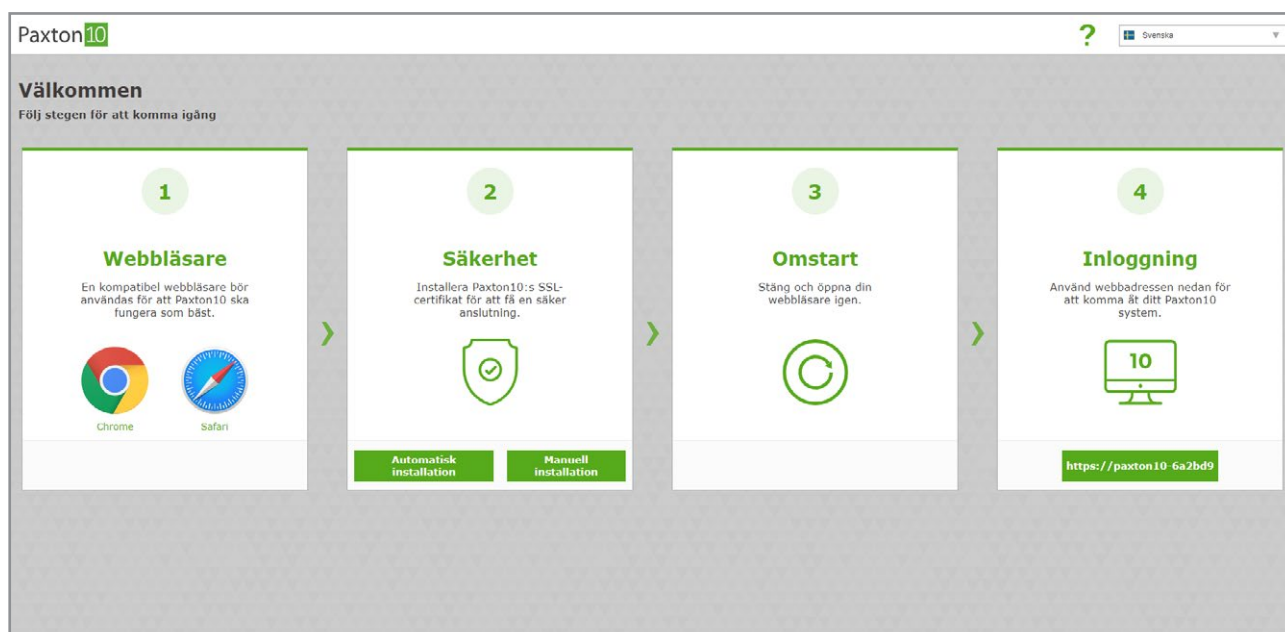 Paxton10
?
Svenska
Välkommen
Följ stegen för att komma igång
1
Webbläsare
En kompatibel webbläsare bör
användas för att Paxton10 ska
fungera som bäst.
Chrome
Safari
2
Säkerhet
Installera Paxton10:s SSL-
certifikat för att få en säker
anslutning.
Automatisk
installation
Manuell
installation
3
Omstart
Stäng och öppna din
webbläsare igen.
4
Inloggning
Använd webbadressen nedan för
att komma åt ditt Paxton10
system.
10
https://paxton10-6a2bd9